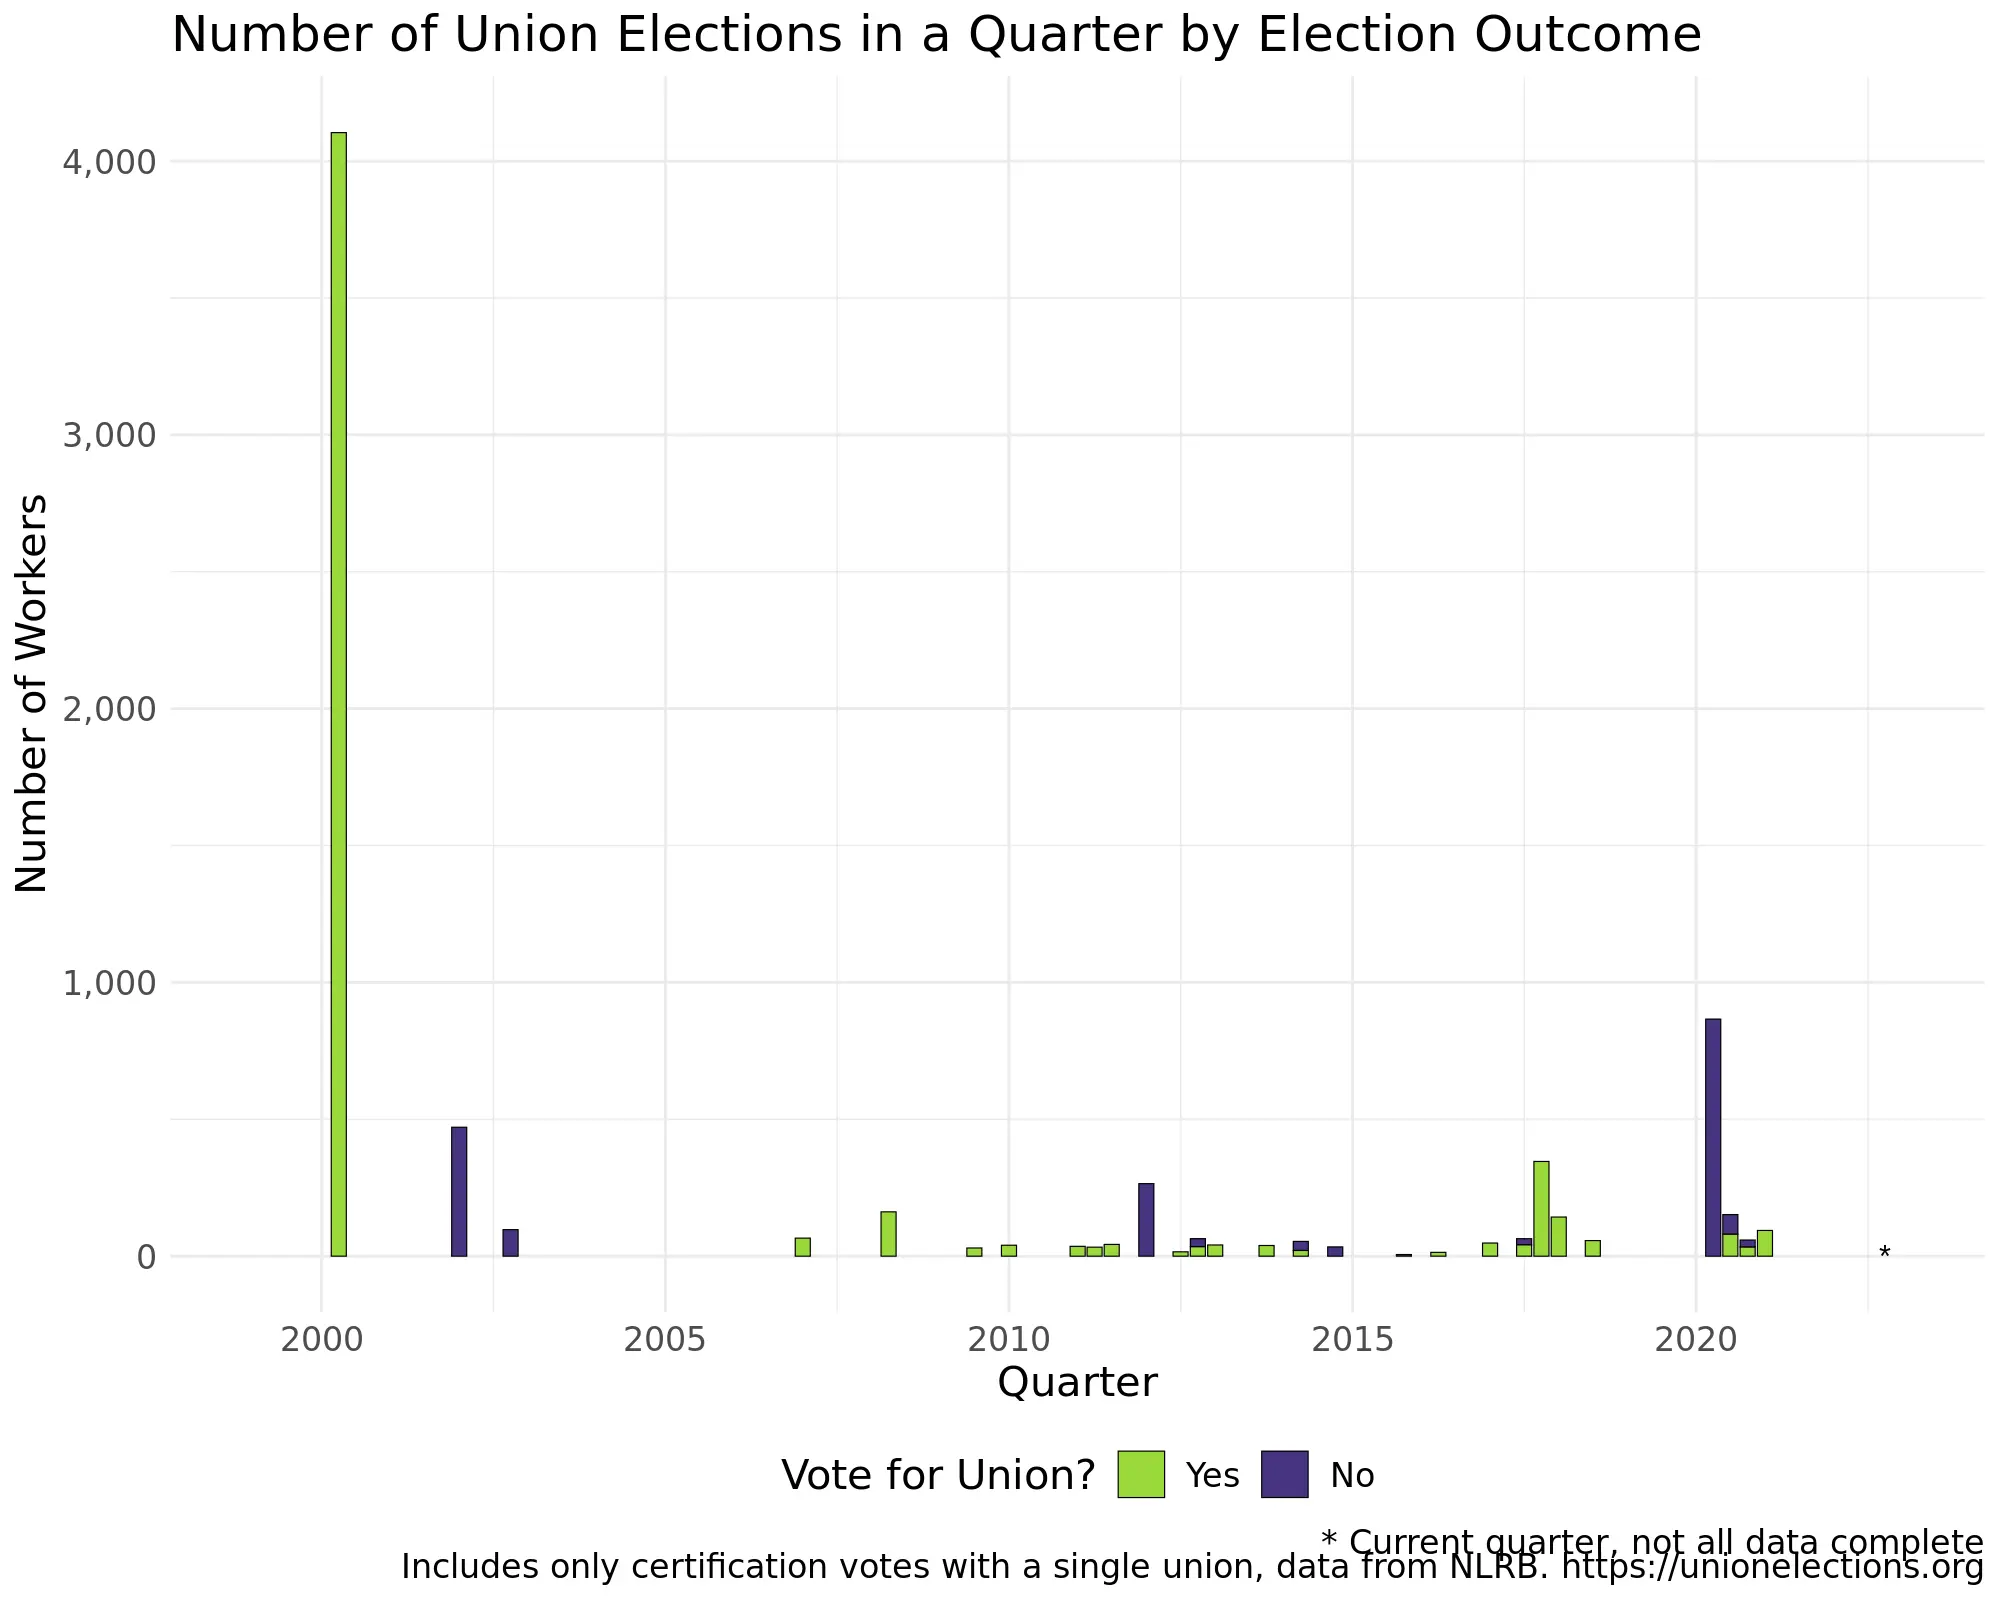 Number of Union Elections in a Quarter by Election Outcome
Number of Workers
4,000
3,000
2,000
1,000
0
*
2000 2005 2010 2015 2020
Quarter
Vote for Union? Yes No
* Current quarter, not all data complete
Includes only certification votes with a single union, data from NLRB. https://unionelections.org